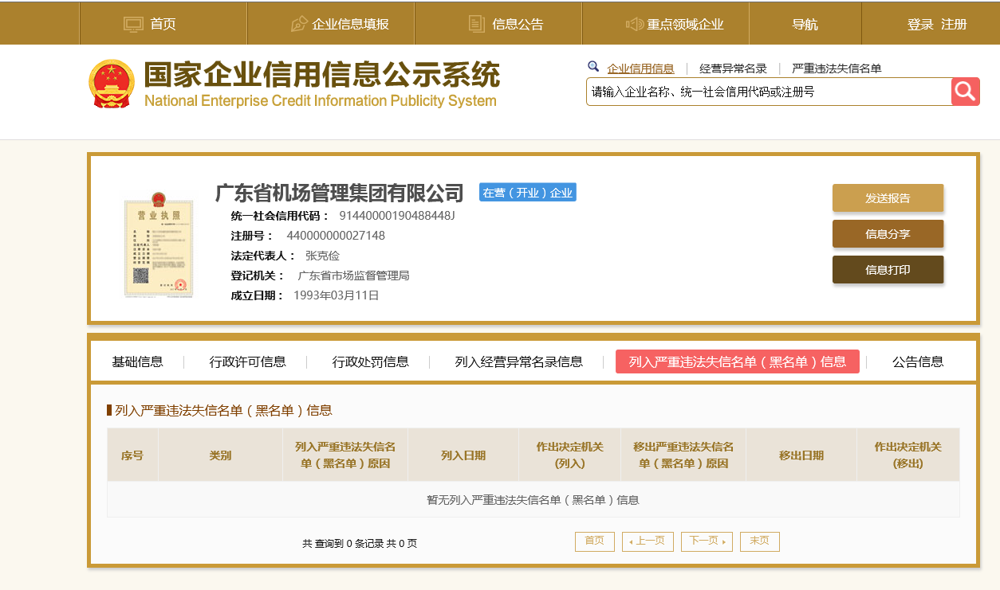 首页 企业信息填报 信息公告 重点领域企业 导航 登录 注册
国家企业信用信息公示系统
National Enterprise Credit Information Publicity System
企业信用信息 | 经营异常名录 | 严重违法失信名单
请输入企业名称、统一社会信用代码或注册号
营业执照
广东省机场管理集团有限公司 在营（开业）企业
统一社会信用代码： 91440000190488448J
注册号： 440000000027148
法定代表人： 张克俭
登记机关： 广东省市场监督管理局
成立日期： 1993年03月11日
发送报告
信息分享
信息打印
基础信息 行政许可信息 行政处罚信息 列入经营异常名录信息 列入严重违法失信名单（黑名单）信息 公告信息
列入严重违法失信名单（黑名单）信息
序号 类别 列入严重违法失信名单（黑名单）原因 列入日期 作出决定机关(列入) 移出严重违法失信名单（黑名单）原因 移出日期 作出决定机关(移出)
暂无列入严重违法失信名单（黑名单）信息
共 查询到 0 条记录 共 0 页 首页 上一页 下一页 末页